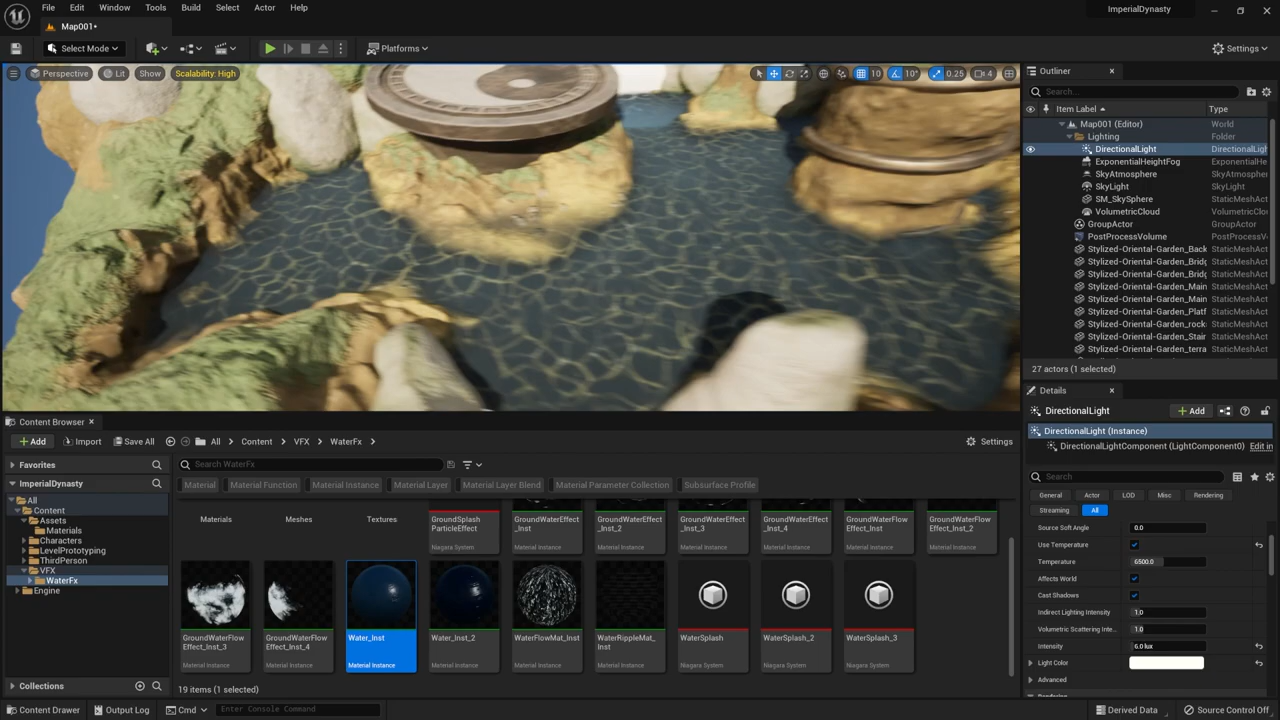 File Edit Window Tools Build Select Actor Help
ImperialDynasty
Map001•
Select Mode
Platforms
Settings
Perspective
Lit
Show
Scalability: High
10
10°
0.25
4
Outliner
Search...
Item Label
Type
Map001 (Editor) World
Lighting Folder
DirectionalLight DirectionalLigh
ExponentialHeightFog ExponentialHe
SkyAtmosphere SkyAtmospher
SkyLight SkyLight
SM_SkySphere StaticMeshAct
VolumetricCloud VolumetricClo
GroupActor GroupActor
PostProcessVolume PostProcessV
Stylized-Oriental-Garden_Back StaticMeshAct
Stylized-Oriental-Garden_Bridg StaticMeshAct
Stylized-Oriental-Garden_Bridg StaticMeshAct
Stylized-Oriental-Garden_Main StaticMeshAct
Stylized-Oriental-Garden_Main StaticMeshAct
Stylized-Oriental-Garden_Platf StaticMeshAct
Stylized-Oriental-Garden_rock StaticMeshAct
Stylized-Oriental-Garden_Stair StaticMeshAct
Stylized-Oriental-Garden_terra StaticMeshAct
27 actors (1 selected)
Details
DirectionalLight
Add
DirectionalLight (Instance)
DirectionalLightComponent (LightComponent0) Edit in
Search
General Actor LOD Misc Rendering
Streaming All
Source Soft Angle 0.0
Use Temperature
Temperature 6500.0
Affects World
Cast Shadows
Indirect Lighting Intensity 1.0
Volumetric Scattering Inte... 1.0
Intensity 6.0 lux
Light Color
Advanced
Content Browser
Add Import Save All All Content VFX WaterFx Settings
Favorites
Search WaterFx
ImperialDynasty
Material Material Function Material Instance Material Layer Material Layer Blend Material Parameter Collection Subsurface Profile
All
Content
Assets
Materials
Characters
LevelPrototyping
ThirdPerson
VFX
WaterFx
Engine
Materials
Meshes
Textures
GroundSplash
ParticleEffect
Niagara System
GroundWaterEffect
_Inst
Material Instance
GroundWaterEffect
_Inst_2
Material Instance
GroundWaterEffect
_Inst_3
Material Instance
GroundWaterEffect
_Inst_4
Material Instance
GroundWaterFlow
Effect_Inst
Material Instance
GroundWaterFlow
Effect_Inst_2
Material Instance
GroundWaterFlow
Effect_Inst_3
Material Instance
GroundWaterFlow
Effect_Inst_4
Material Instance
Water_Inst
Material Instance
Water_Inst_2
Material Instance
WaterFlowMat_Inst
Material Instance
WaterRippleMat_
Inst
Material Instance
WaterSplash
Niagara System
WaterSplash_2
Niagara System
WaterSplash_3
Niagara System
Collections
19 items (1 selected)
Content Drawer Output Log Cmd Enter Console Command Derived Data Source Control Off